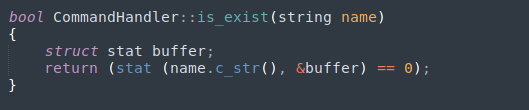 bool CommandHandler::is_exist(string name)
{
    struct stat buffer;
    return (stat (name.c_str(), &buffer) == 0);
}